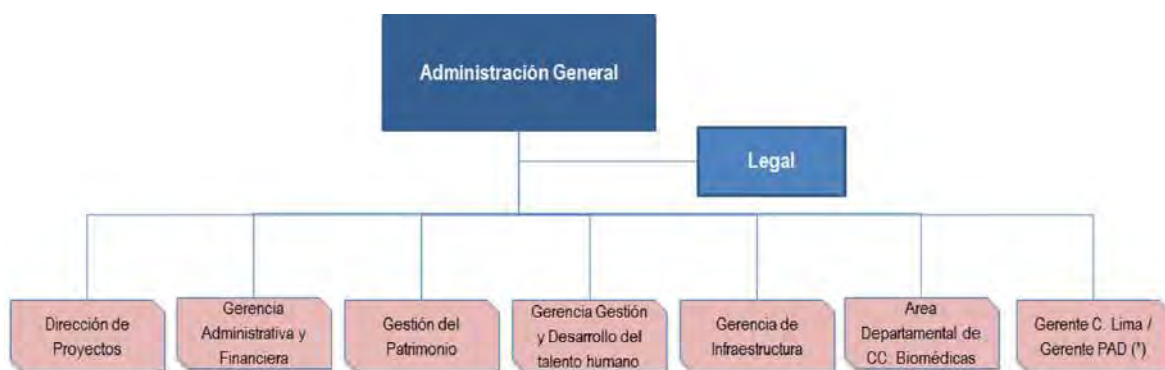 Administración General
Legal
Dirección de
Proyectos
Gerencia
Administrativa y
Financiera
Gestión del
Patrimonio
Gerencia Gestión
y Desarrollo del
talento humano
Gerencia de
Infraestructura
Area
Departamental de
CC. Biomédicas
Gerente C. Lima /
Gerente PAD (*)